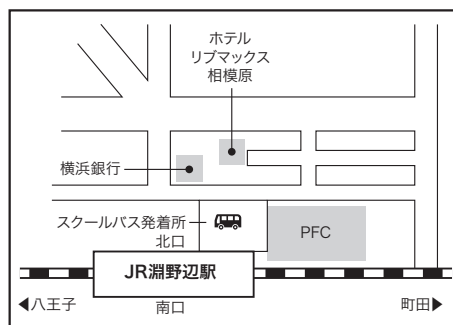 ホテル
リブマックス
相模原
横浜銀行
スクールバス発着所
北口
PFC
JR淵野辺駅
◀八王子
南口
町田▶